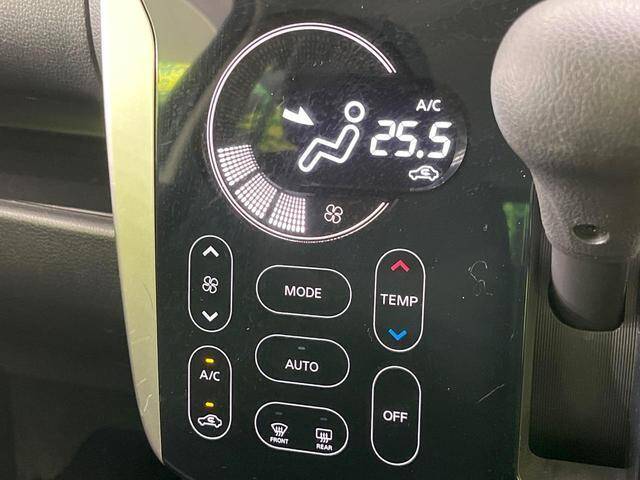 A/C
25.5
MODE
TEMP
AUTO
A/C
OFF
FRONT
REAR